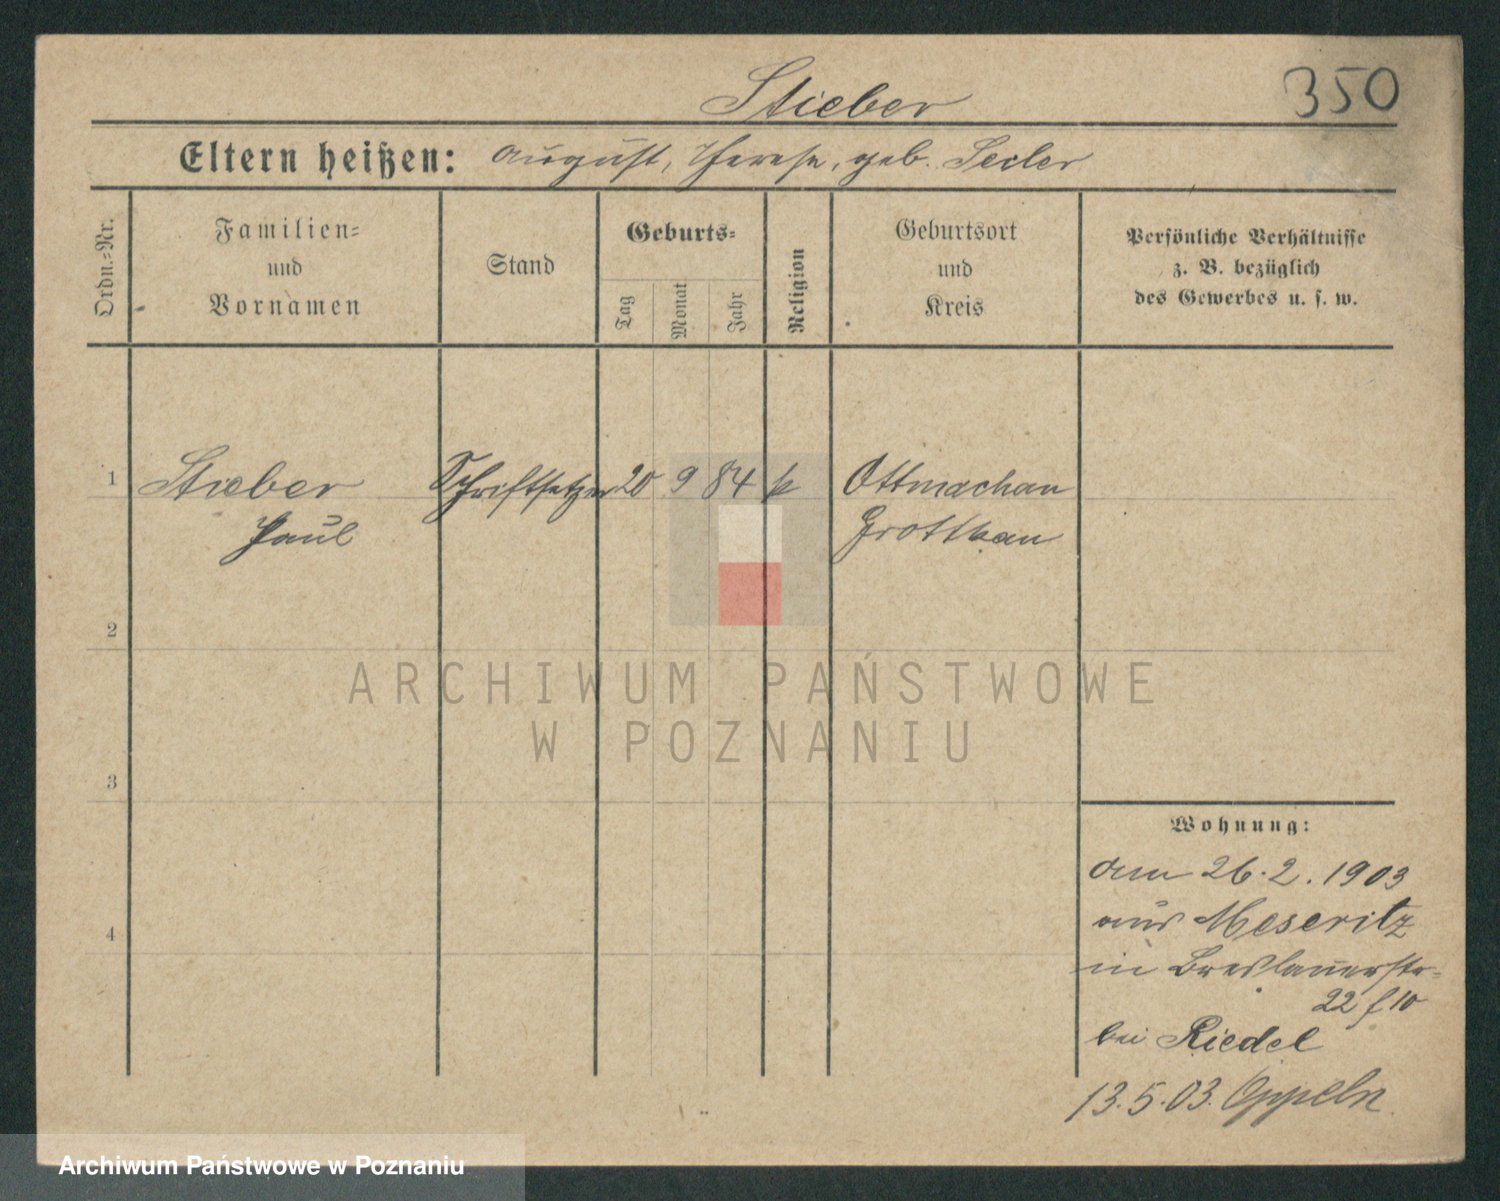 350
Stieber
Eltern heißen: August, Therese, geb. Seiler
Ordn.=Nr.
Familien=
und
Vornamen
Stand
Geburts=
Tag
Monat
Jahr
Religion
Geburtsort
und
Kreis
Persönliche Verhältnisse
z. B. bezüglich
des Gewerbes u. s. w.
1 Stieber Schriftsetzer 20 9 84 k Ottmachau
Paul Grottkau
2
ARCHIWUM PAŃSTWOWE
W POZNANIU
3
Wohnung:
am 26.2.1903
aus Meseritz
4
in Breslauerstr=
22
bei Riedel
13.5.03. Oppeln
Archiwum Państwowe w Poznaniu